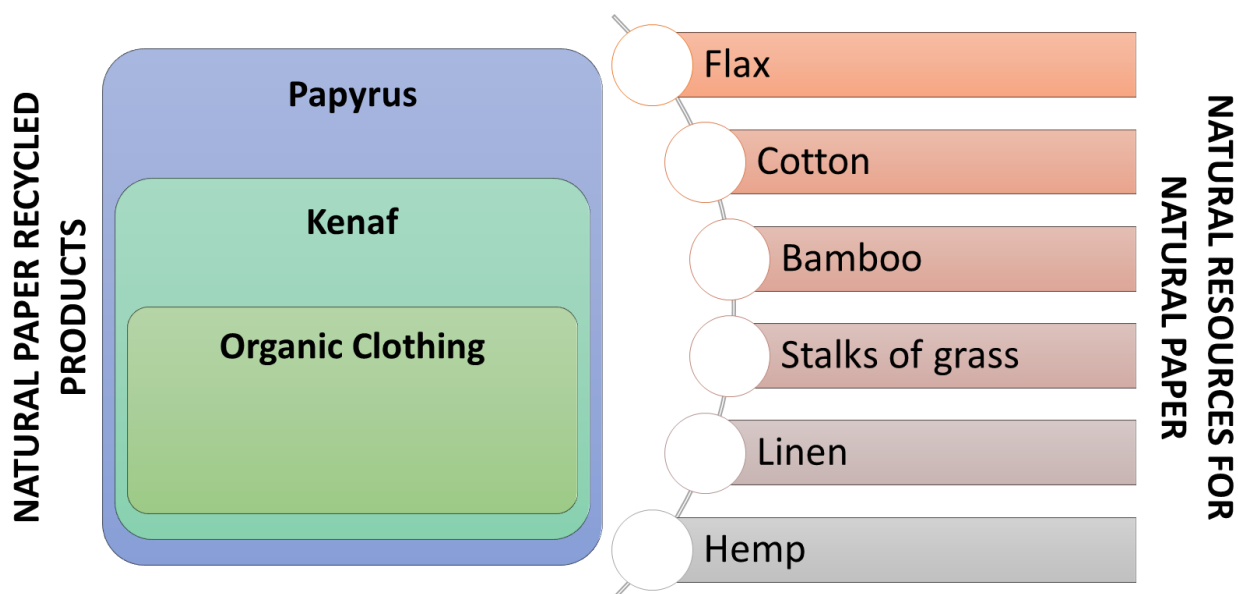 NATURAL PAPER RECYCLED
PRODUCTS
Papyrus
Kenaf
Organic Clothing
Flax
Cotton
Bamboo
Stalks of grass
Linen
Hemp
NATURAL RESOURCES FOR
NATURAL PAPER